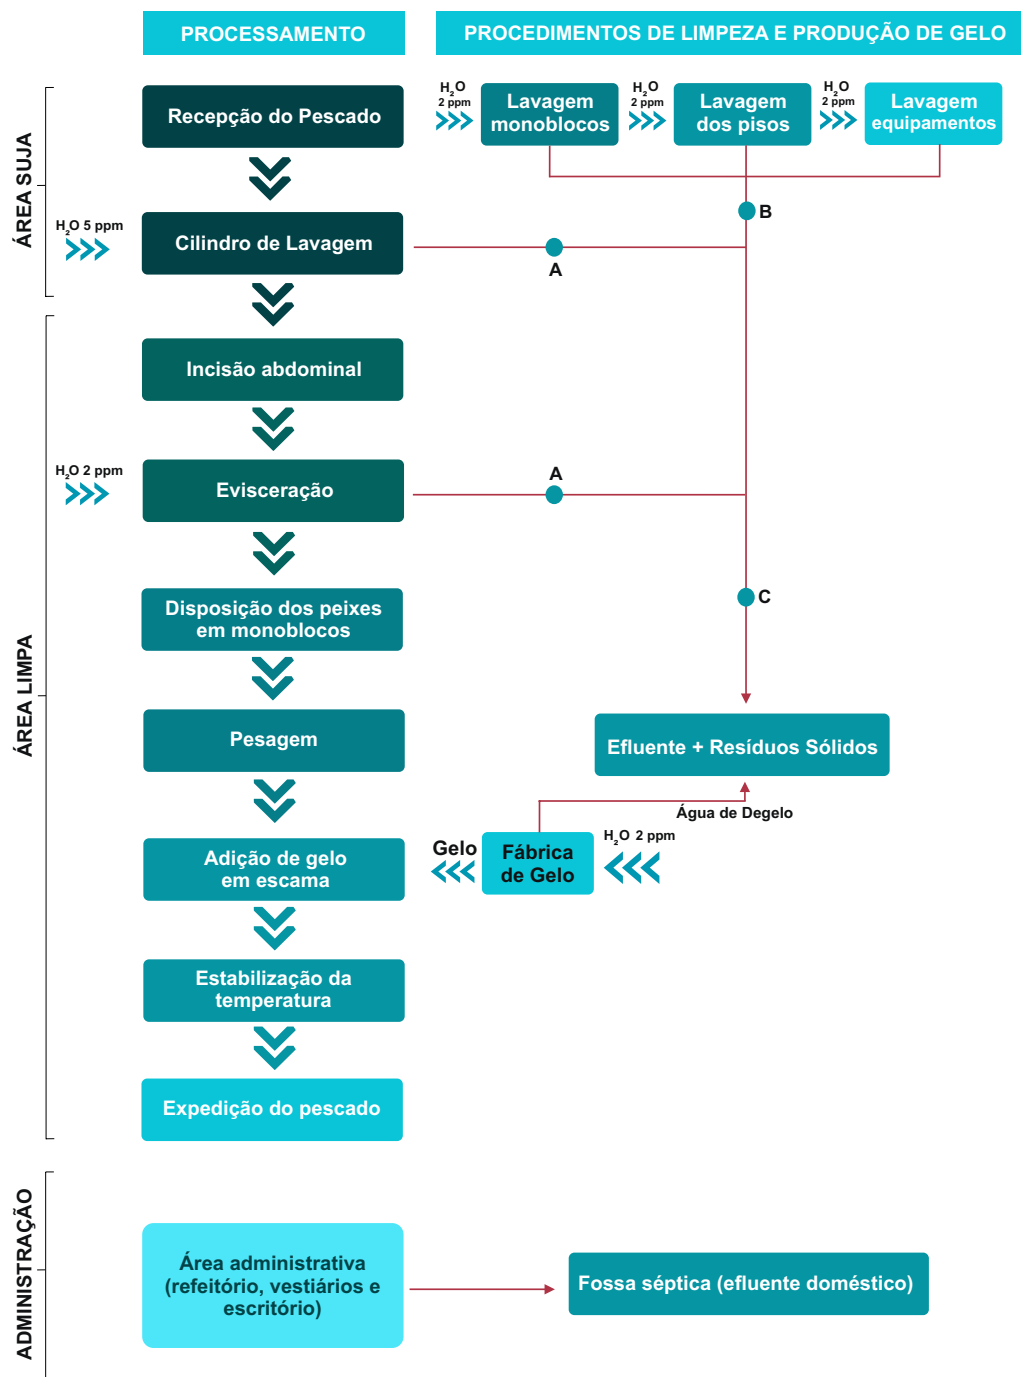 PROCESSAMENTO
PROCEDIMENTOS DE LIMPEZA E PRODUÇÃO DE GELO
ÁREA SUJA
Recepção do Pescado
H₂O
2 ppm
Lavagem
monoblocos
H₂O
2 ppm
Lavagem
dos pisos
H₂O
2 ppm
Lavagem
equipamentos
B
H₂O 5 ppm
Cilindro de Lavagem
A
ÁREA LIMPA
Incisão abdominal
H₂O 2 ppm
Evisceração
A
Disposição dos peixes
em monoblocos
C
Pesagem
Efluente + Resíduos Sólidos
Água de Degelo
Adição de gelo
em escama
Gelo
Fábrica
de Gelo
H₂O 2 ppm
Estabilização da
temperatura
Expedição do pescado
ADMINISTRAÇÃO
Área administrativa
(refeitório, vestiários e
escritório)
Fossa séptica (efluente doméstico)